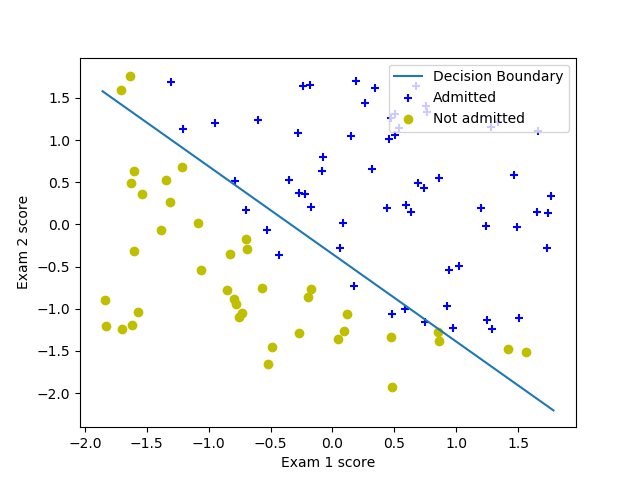 Decision Boundary
Admitted
Not admitted
1.5
1.0
0.5
0.0
−0.5
−1.0
−1.5
−2.0
Exam 2 score
−2.0 −1.5 −1.0 −0.5 0.0 0.5 1.0 1.5
Exam 1 score